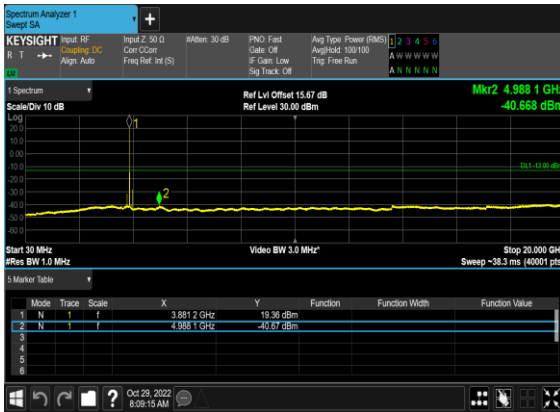 Spectrum Analyzer 1
Swept SA
KEYSIGHT
R T
LXI
Input: RF
Coupling: DC
Align: Auto
Input Z: 50 Ω
Corr CCorr
Freq Ref: Int (S)
#Atten: 30 dB
PNO: Fast
Gate: Off
IF Gain: Low
Sig Track: Off
Avg Type: Power (RMS)
Avg|Hold: 100/100
Trig: Free Run
1 2 3 4 5 6
A W W W W W
A N N N N N
1 Spectrum
Scale/Div 10 dB
Ref Lvl Offset 15.67 dB
Ref Level 30.00 dBm
Mkr2 4.988 1 GHz
-40.668 dBm
Log
20.0
10.0
0.00
-10.0
-20.0
-30.0
-40.0
-50.0
-60.0
1
2
DL1 -13.00 dBm
Start 30 MHz
#Res BW 1.0 MHz
Video BW 3.0 MHz*
Stop 20.000 GHz
Sweep ~38.3 ms (40001 pts)
5 Marker Table
Mode Trace Scale X Y Function Function Width Function Value
1 N 1 f 3.881 2 GHz 19.36 dBm
2 N 1 f 4.988 1 GHz -40.67 dBm
3
4
5
6
?
Oct 29, 2022
8:09:15 AM